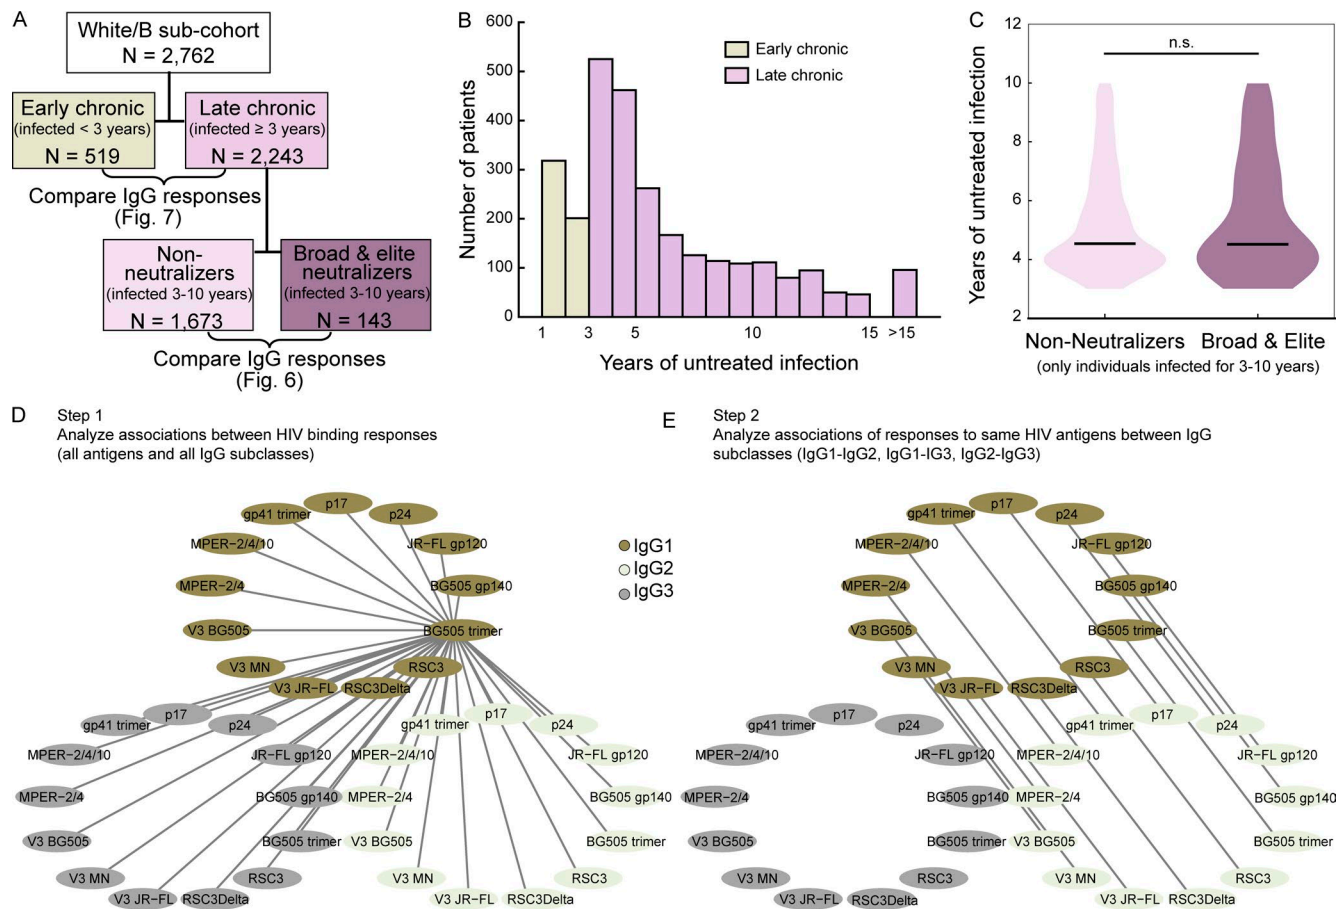 A
White/B sub-cohort
N = 2,762
Early chronic
(infected < 3 years)
N = 519
Late chronic
(infected ≥ 3 years)
N = 2,243
Compare IgG responses
(Fig. 7)
Non-
neutralizers
(infected 3-10 years)
N = 1,673
Broad & elite
neutralizers
(infected 3-10 years)
N = 143
Compare IgG responses
(Fig. 6)
B
Number of patients
600
500
400
300
200
100
0
1
3
5
10
15
>15
Years of untreated infection
Early chronic
Late chronic
C
Years of untreated infection
12
10
8
6
4
2
n.s.
Non-Neutralizers
Broad & Elite
(only individuals infected for 3-10 years)
D
Step 1
Analyze associations between HIV binding responses
(all antigens and all IgG subclasses)
p17
gp41 trimer
p24
MPER-2/4/10
JR-FL gp120
MPER-2/4
BG505 gp140
V3 BG505
BG505 trimer
V3 MN
RSC3
V3 JR-FL
RSC3Delta
p17
gp41 trimer
p24
MPER-2/4/10
JR-FL gp120
MPER-2/4
BG505 gp140
V3 BG505
BG505 trimer
V3 MN
RSC3
V3 JR-FL
RSC3Delta
p17
gp41 trimer
p24
MPER-2/4/10
JR-FL gp120
MPER-2/4
BG505 gp140
V3 BG505
BG505 trimer
V3 MN
RSC3
V3 JR-FL
RSC3Delta
IgG1
IgG2
IgG3
E
Step 2
Analyze associations of responses to same HIV antigens between IgG
subclasses (IgG1-IgG2, IgG1-IG3, IgG2-IgG3)
p17
gp41 trimer
p24
MPER-2/4/10
JR-FL gp120
MPER-2/4
BG505 gp140
V3 BG505
BG505 trimer
V3 MN
RSC3
V3 JR-FL
RSC3Delta
p17
gp41 trimer
p24
MPER-2/4/10
JR-FL gp120
MPER-2/4
BG505 gp140
V3 BG505
BG505 trimer
V3 MN
RSC3
V3 JR-FL
RSC3Delta
p17
gp41 trimer
p24
MPER-2/4/10
JR-FL gp120
MPER-2/4
BG505 gp140
V3 BG505
BG505 trimer
V3 MN
RSC3
V3 JR-FL
RSC3Delta